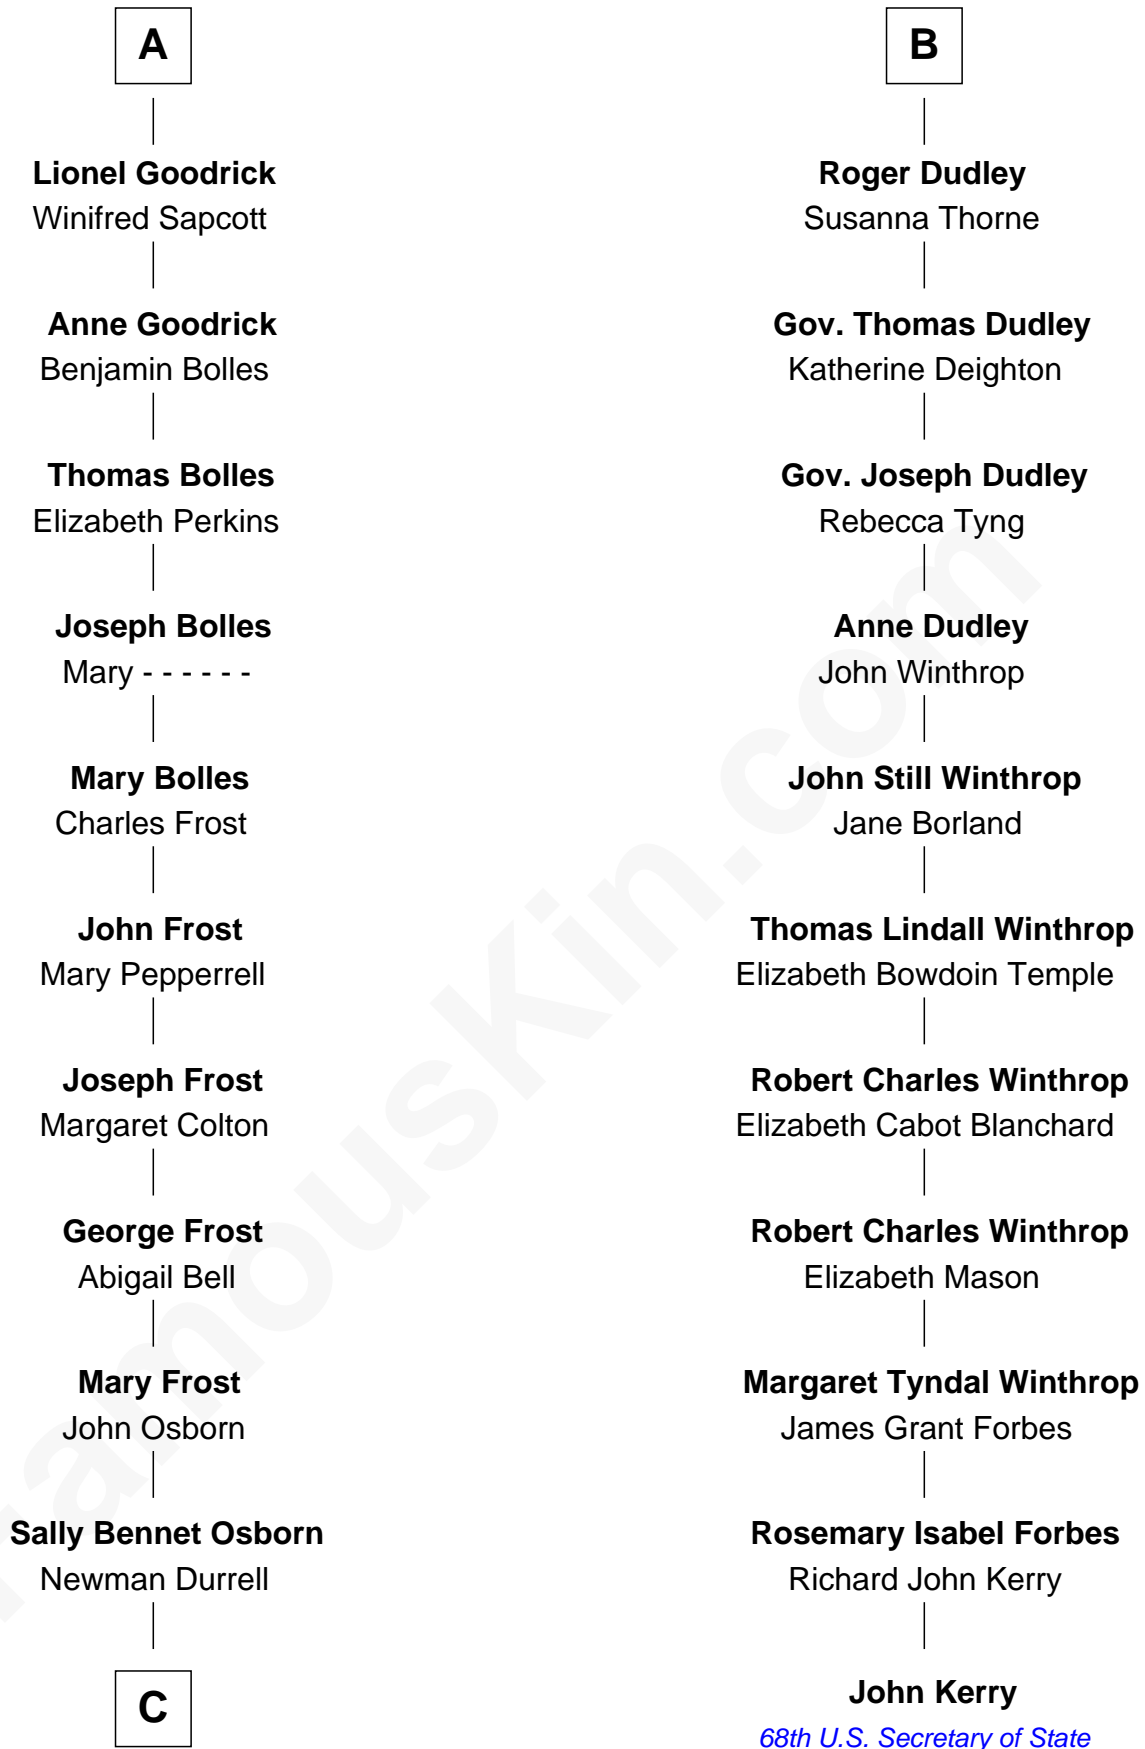 A
Lionel Goodrick
Winifred Sapcott
Anne Goodrick
Benjamin Bolles
Thomas Bolles
Elizabeth Perkins
Joseph Bolles
Mary - - - - - -
Mary Bolles
Charles Frost
John Frost
Mary Pepperrell
Joseph Frost
Margaret Colton
George Frost
Abigail Bell
Mary Frost
John Osborn
Sally Bennet Osborn
Newman Durrell
C
B
Roger Dudley
Susanna Thorne
Gov. Thomas Dudley
Katherine Deighton
Gov. Joseph Dudley
Rebecca Tyng
Anne Dudley
John Winthrop
John Still Winthrop
Jane Borland
Thomas Lindall Winthrop
Elizabeth Bowdoin Temple
Robert Charles Winthrop
Elizabeth Cabot Blanchard
Robert Charles Winthrop
Elizabeth Mason
Margaret Tyndal Winthrop
James Grant Forbes
Rosemary Isabel Forbes
Richard John Kerry
John Kerry
68th U.S. Secretary of State
FamousKin.com